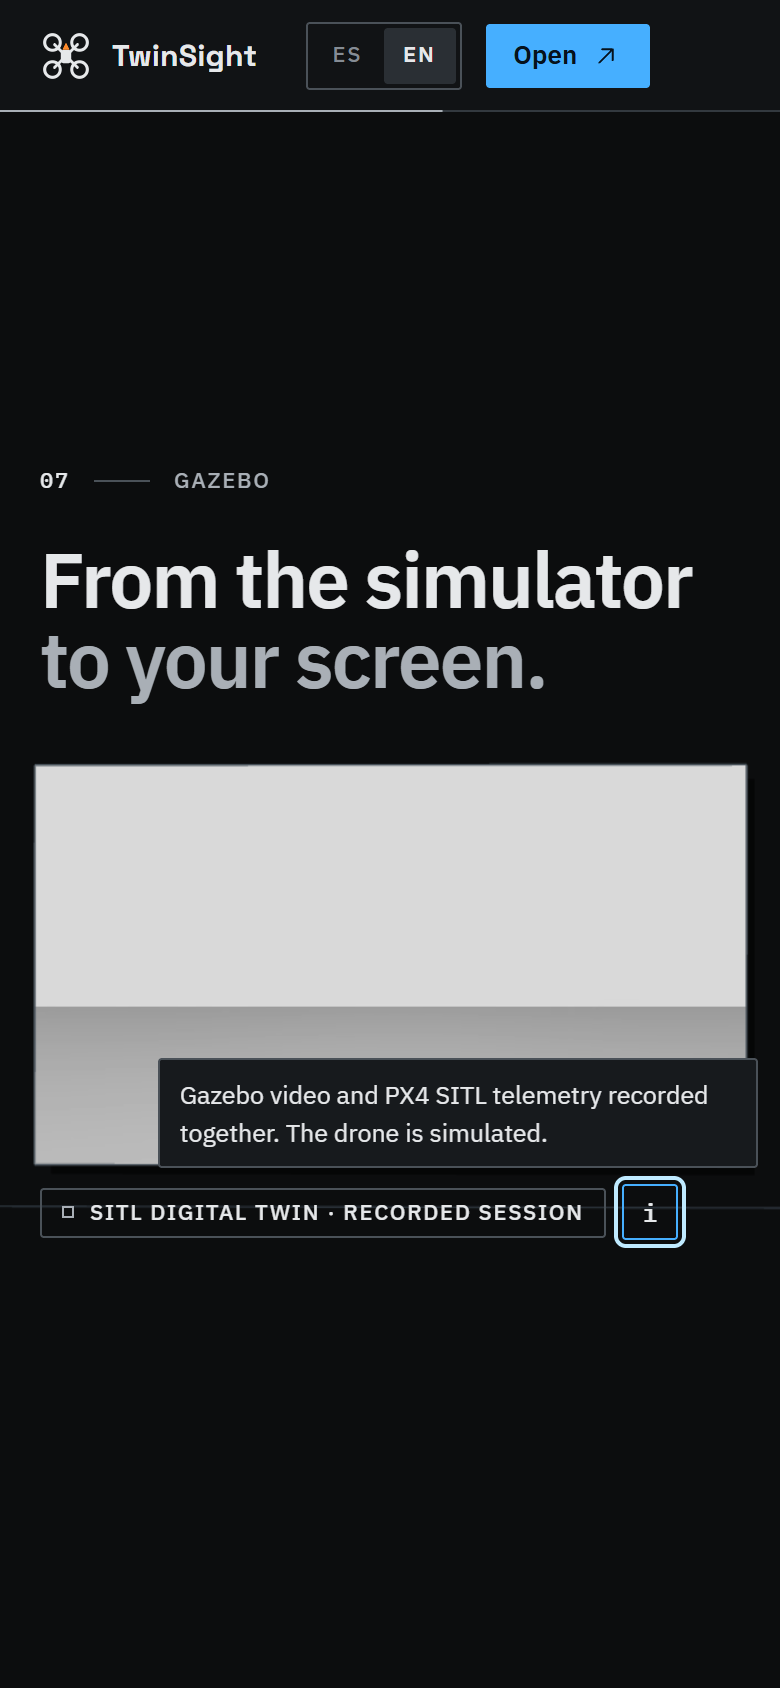 TwinSight
ES
EN
Open
07
GAZEBO
From the simulator
to your screen.
Gazebo video and PX4 SITL telemetry recorded
together. The drone is simulated.
SITL DIGITAL TWIN · RECORDED SESSION
i